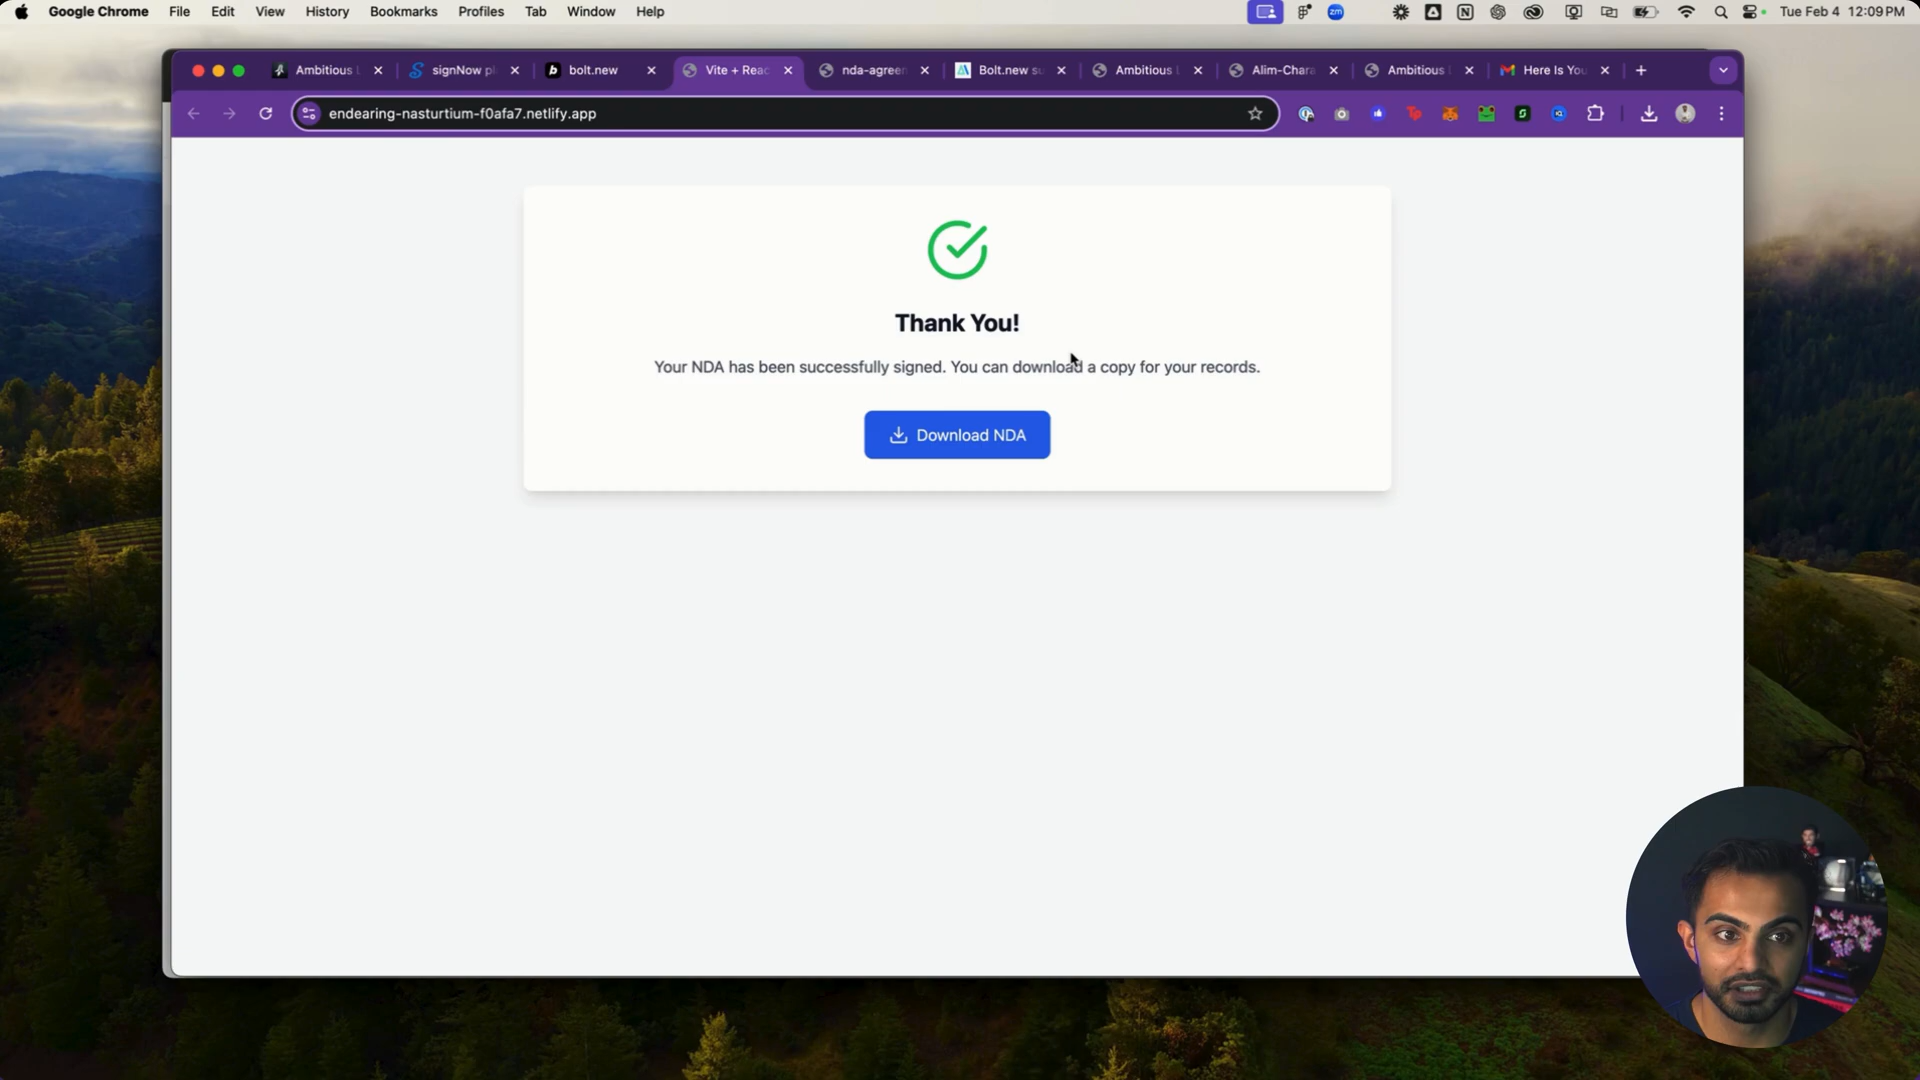 Google Chrome File Edit View History Bookmarks Profiles Tab Window Help zm Tue Feb 4 12:09 PM
Ambitious signNow pl bolt.new Vite + Reac nda-agreen Bolt.new su Ambitious Alim-Chara Ambitious Here Is You
endearing-nasturtium-f0afa7.netlify.app
Thank You!
Your NDA has been successfully signed. You can download a copy for your records.
Download NDA